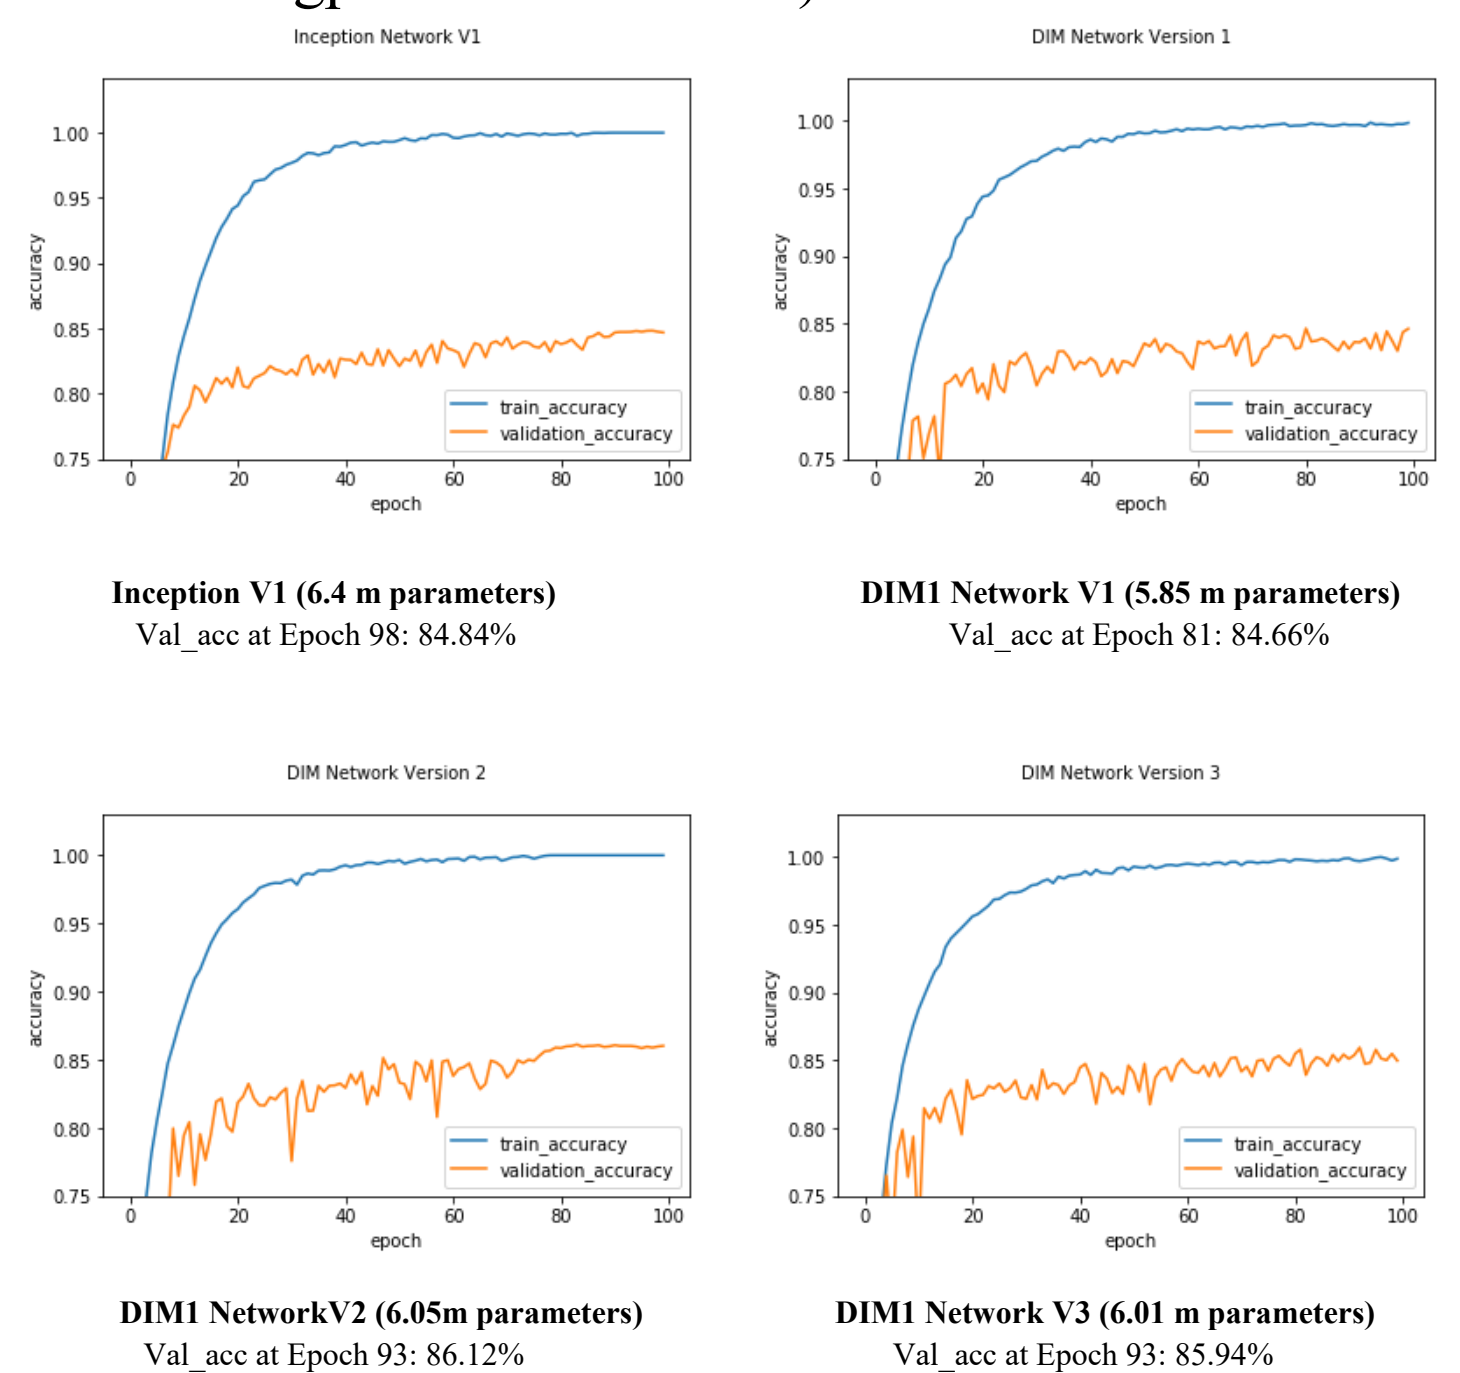 Inception Network V1
accuracy
1.00
0.95
0.90
0.85
0.80
0.75
train_accuracy
validation_accuracy
0 20 40 60 80 100
epoch
Inception V1 (6.4 m parameters)
Val_acc at Epoch 98: 84.84%
DIM Network Version 1
accuracy
1.00
0.95
0.90
0.85
0.80
0.75
train_accuracy
validation_accuracy
0 20 40 60 80 100
epoch
DIM1 Network V1 (5.85 m parameters)
Val_acc at Epoch 81: 84.66%
DIM Network Version 2
accuracy
1.00
0.95
0.90
0.85
0.80
0.75
train_accuracy
validation_accuracy
0 20 40 60 80 100
epoch
DIM1 NetworkV2 (6.05m parameters)
Val_acc at Epoch 93: 86.12%
DIM Network Version 3
accuracy
1.00
0.95
0.90
0.85
0.80
0.75
train_accuracy
validation_accuracy
0 20 40 60 80 100
epoch
DIM1 Network V3 (6.01 m parameters)
Val_acc at Epoch 93: 85.94%